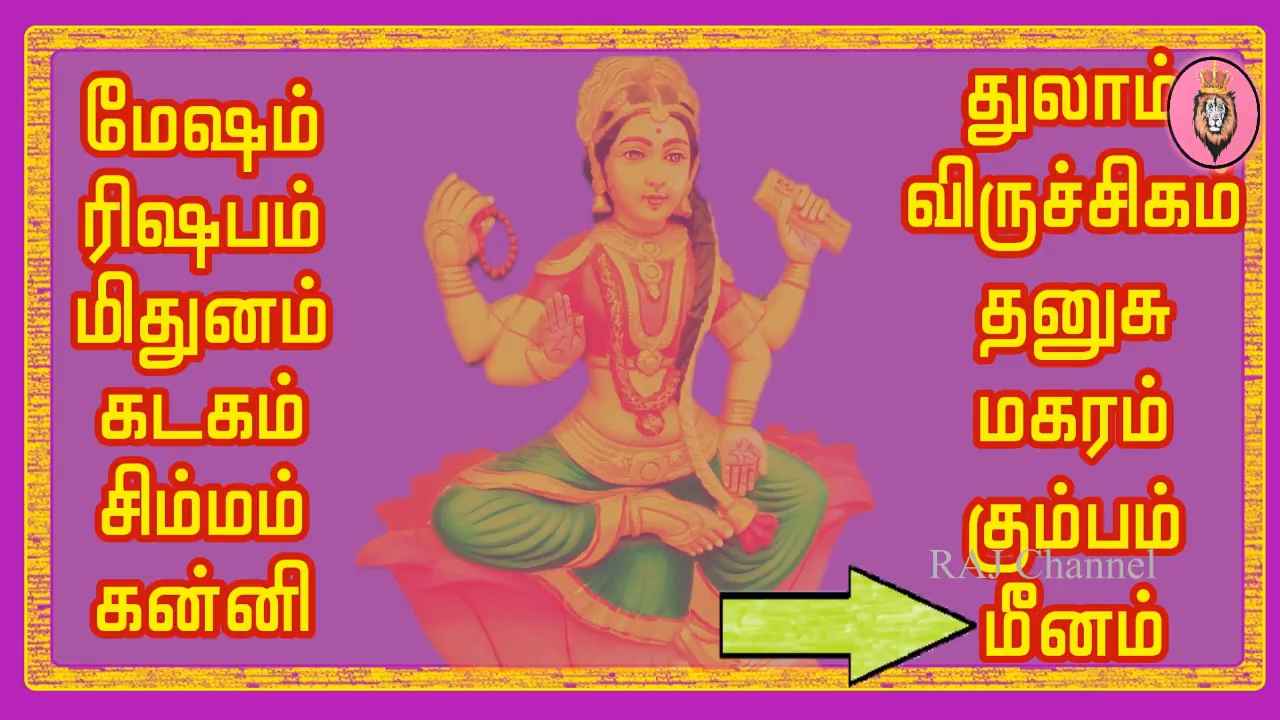 மேஷம்
ரிஷபம்
மிதுனம்
கடகம்
சிம்மம்
கன்னி
துலாம்
விருச்சிகம்
தனுசு
மகரம்
கும்பம்
RAJ Channel
மீனம்